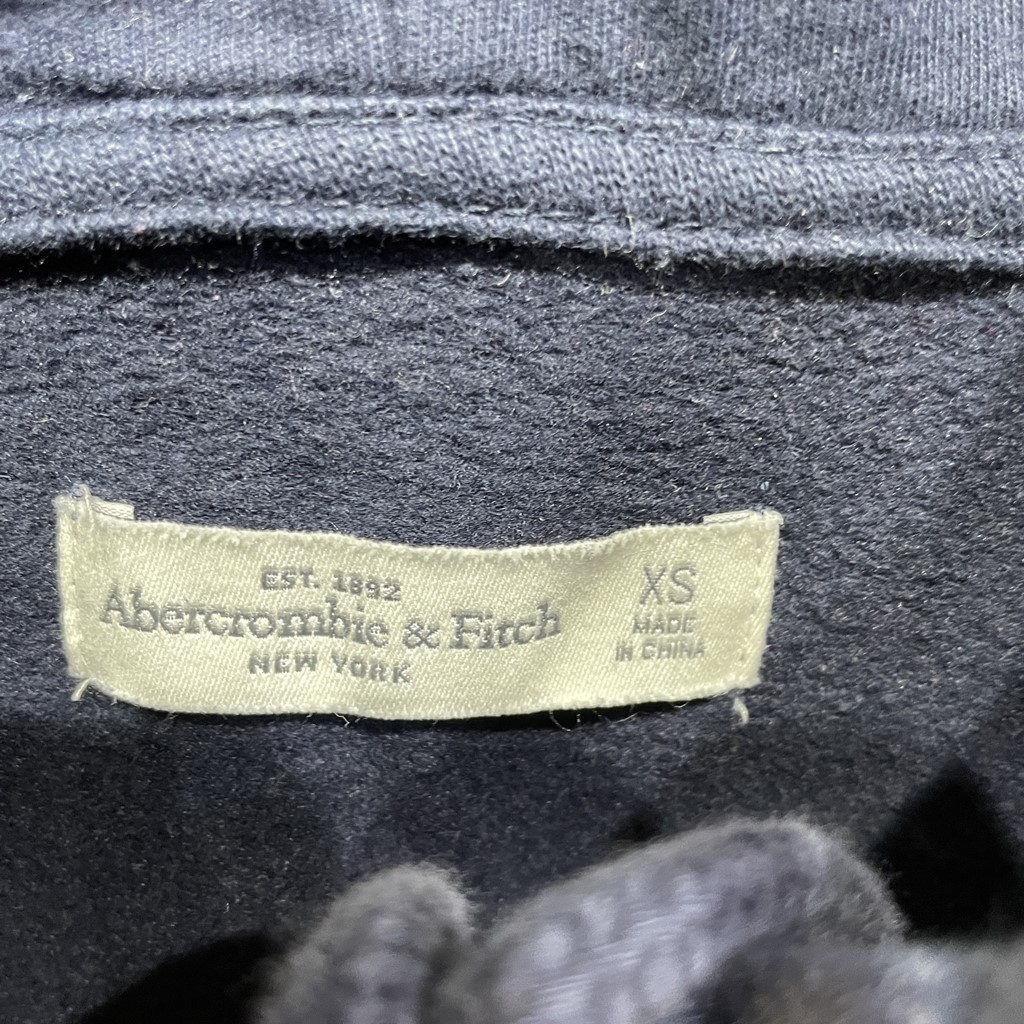 EST. 1892
Abercrombie & Fitch
NEW YORK
XS
MADE
IN CHINA